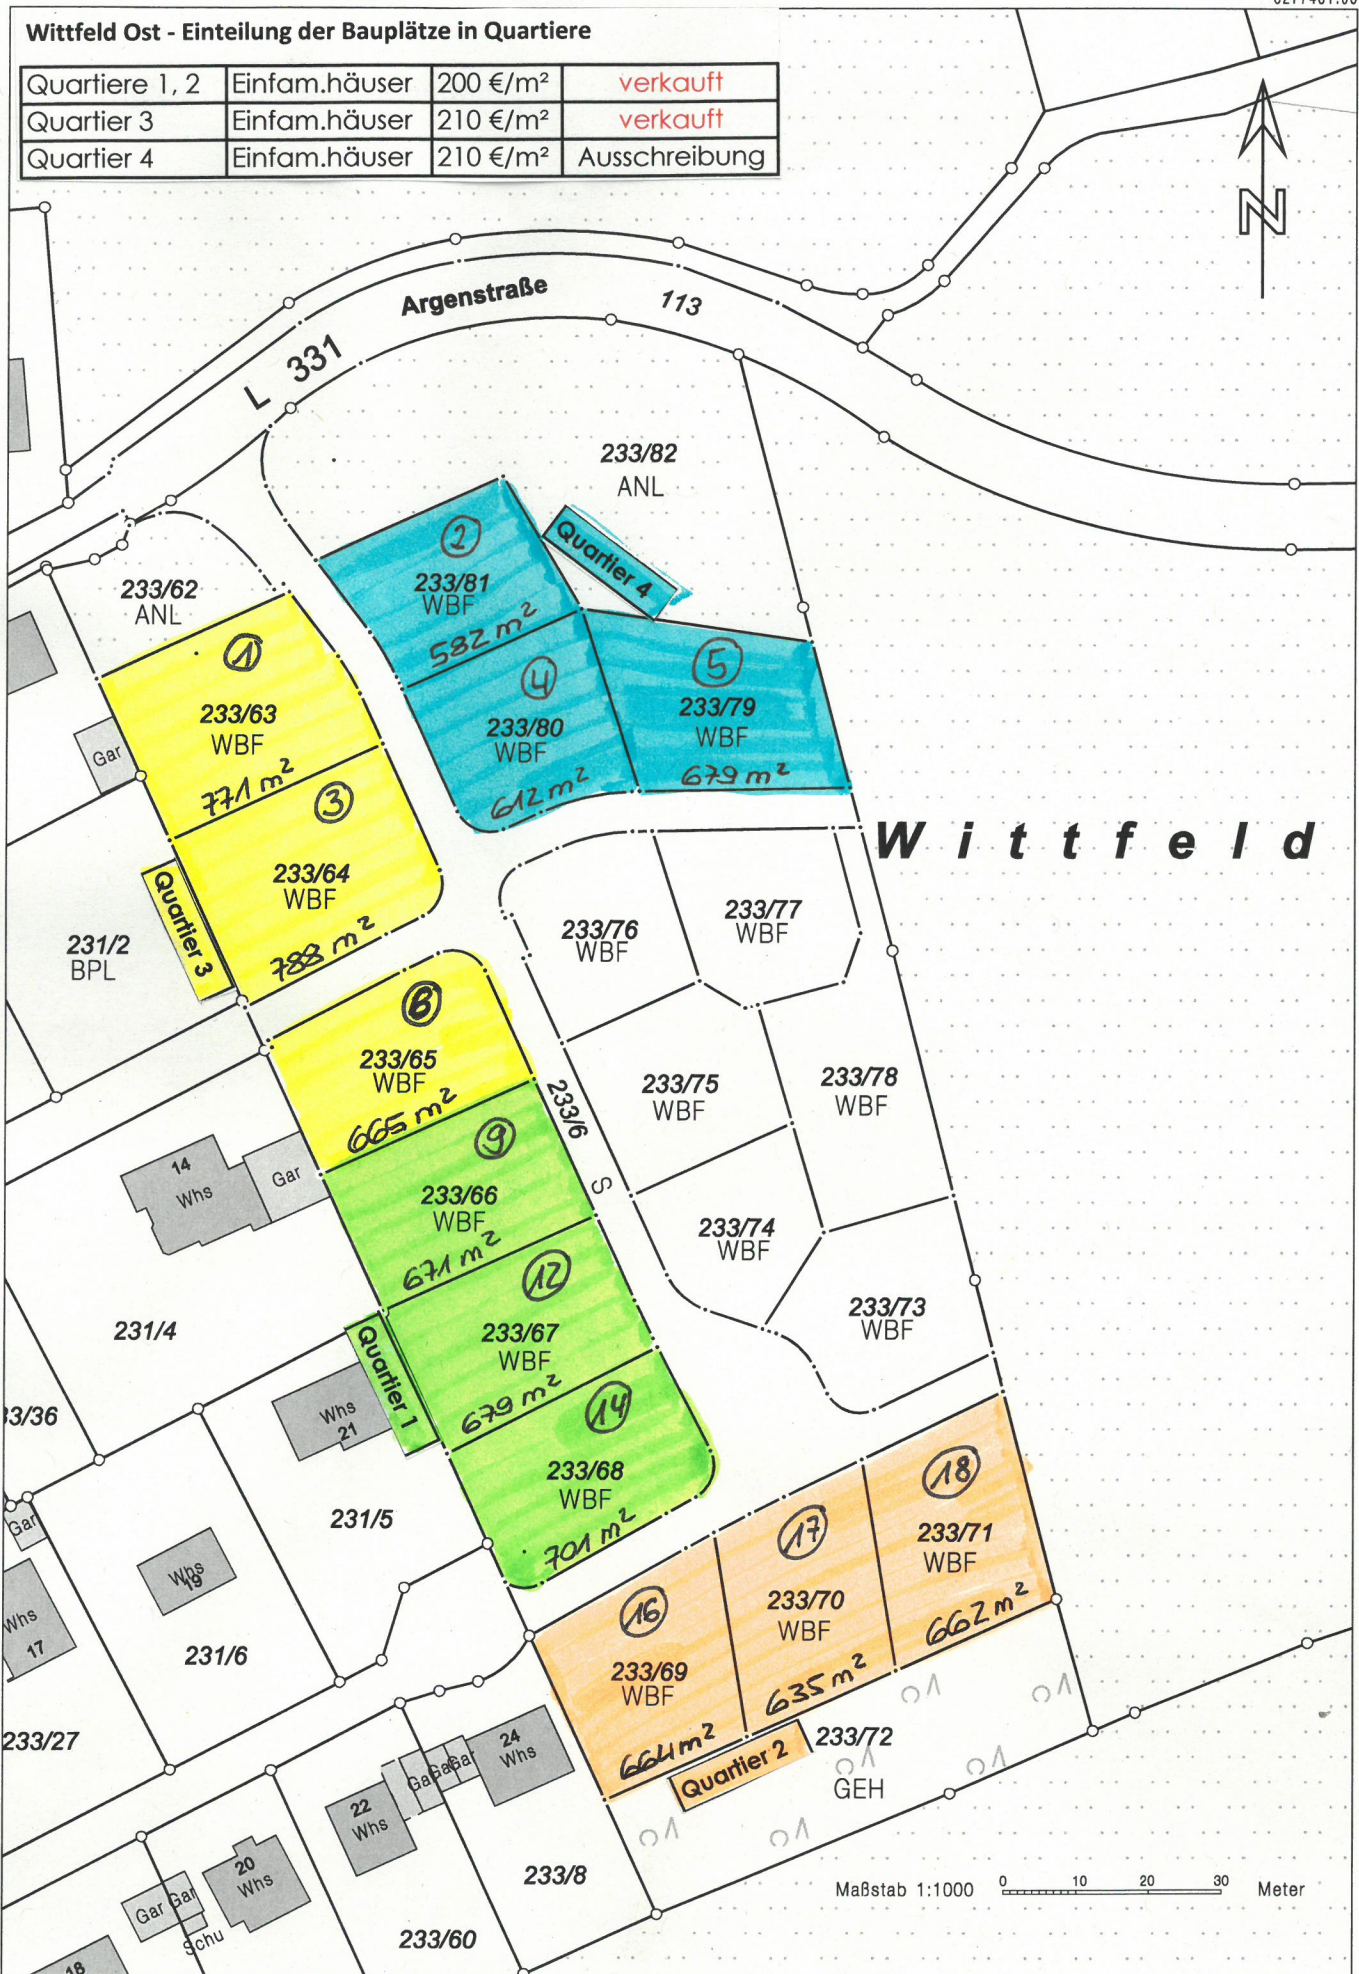 Wittfeld Ost - Einteilung der Bauplätze in Quartiere
Quartiere 1, 2 Einfam.häuser 200 €/m² verkauft
Quartier 3 Einfam.häuser 210 €/m² verkauft
Quartier 4 Einfam.häuser 210 €/m² Ausschreibung
N
Argenstraße 113
L 331
233/82
ANL
2
Quartier 4
233/81
WBF
582 m²
233/62
ANL
1
233/63
WBF
771 m²
4
233/80
WBF
612 m²
5
233/79
WBF
679 m²
Gar
3
233/64
WBF
788 m²
Quartier 3
Wittfeld
231/2
BPL
233/76
WBF
233/77
WBF
233/65
WBF
665 m²
233/6
S
233/75
WBF
233/78
WBF
14
Whs
Gar
9
233/66
WBF
671 m²
233/74
WBF
233/73
WBF
231/4
12
233/67
WBF
679 m²
Quartier 1
Whs
21
14
233/68
WBF
701 m²
33/36
231/5
Gar
Whs
19
Whs
17
231/6
233/27
16
233/69
WBF
664 m²
17
233/70
WBF
635 m²
18
233/71
WBF
662 m²
Quartier 2
233/72
GEH
24
Whs
Gar
22
Whs
20
Whs
Gar
Gar
Schu
18
233/8
233/60
Maßstab 1:1000 0 10 20 30 Meter